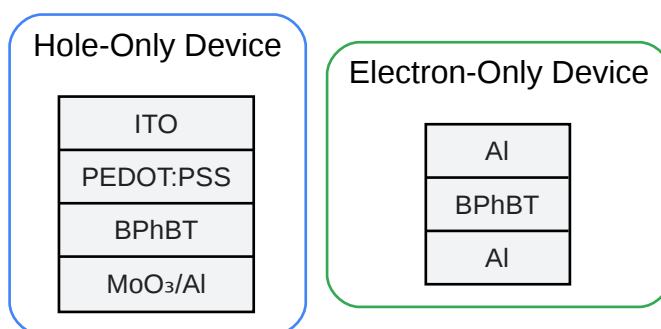 Hole-Only Device
ITO
PEDOT:PSS
BPhBT
MoO₃/Al
Electron-Only Device
Al
BPhBT
Al